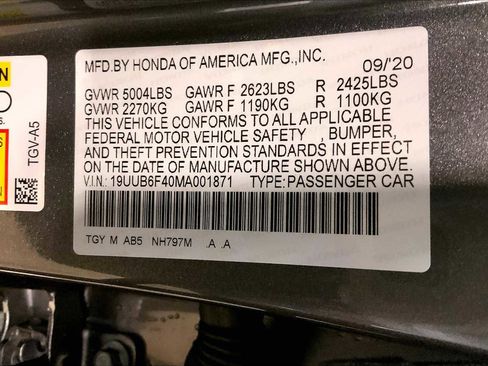 MFD.BY HONDA OF AMERICA MFG.,INC. 09/20
GVWR 5004LBS GAWR F 2623LBS R 2425LBS
GVWR 2270KG GAWR F 1190KG R 1100KG
THIS VEHICLE CONFORMS TO ALL APPLICABLE
FEDERAL MOTOR VEHICLE SAFETY , BUMPER,
AND THEFT PREVENTION STANDARDS IN EFFECT
ON THE DATE OF MANUFACTURE SHOWN ABOVE.
V.I.N.: 19UUB6F40MA001871 TYPE:PASSENGER CAR
TGY M AB5 NH797M .A .A
TGV-A5